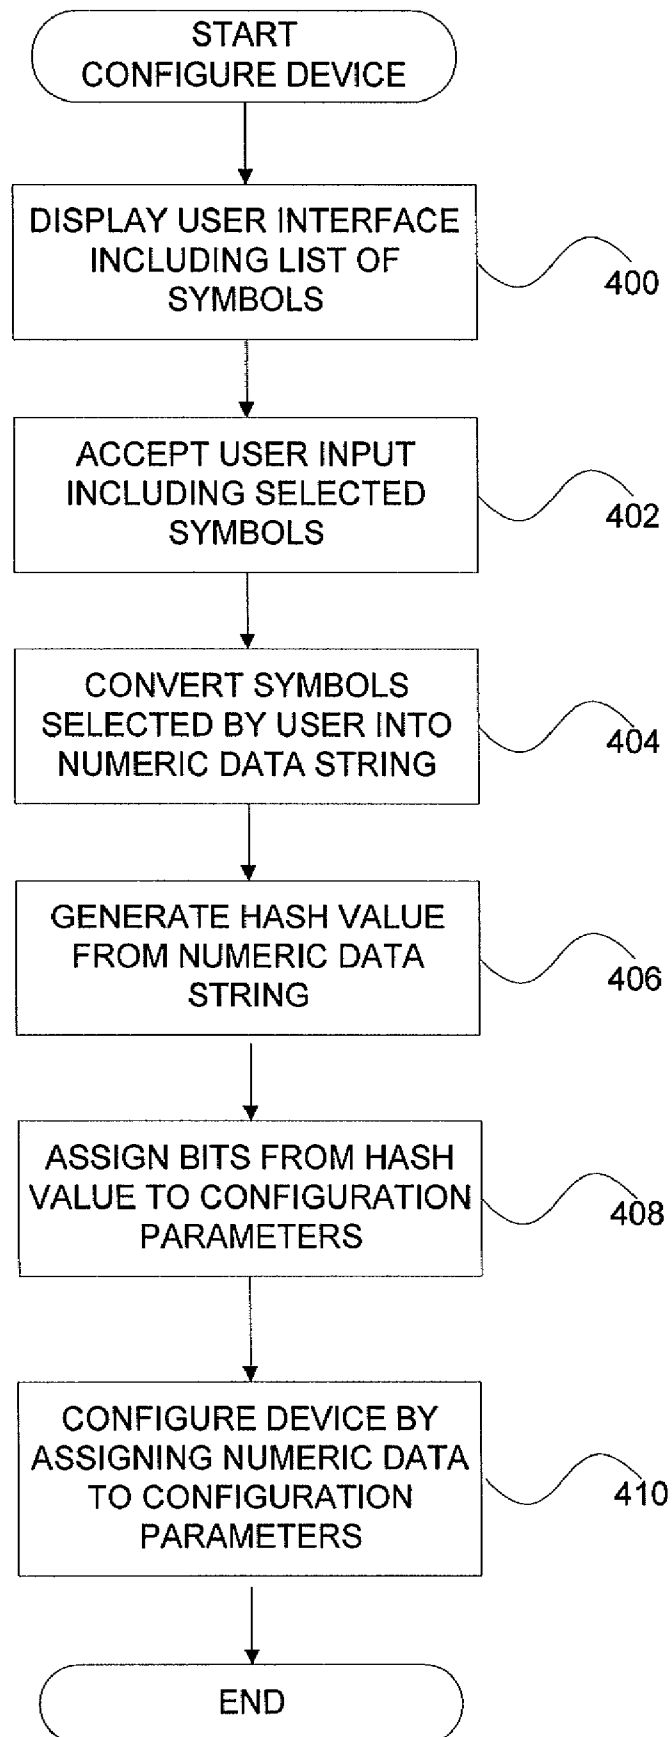 START
CONFIGURE DEVICE
DISPLAY USER INTERFACE
INCLUDING LIST OF
SYMBOLS
400
ACCEPT USER INPUT
INCLUDING SELECTED
SYMBOLS
402
CONVERT SYMBOLS
SELECTED BY USER INTO
NUMERIC DATA STRING
404
GENERATE HASH VALUE
FROM NUMERIC DATA
STRING
406
ASSIGN BITS FROM HASH
VALUE TO CONFIGURATION
PARAMETERS
408
CONFIGURE DEVICE BY
ASSIGNING NUMERIC DATA
TO CONFIGURATION
PARAMETERS
410
END